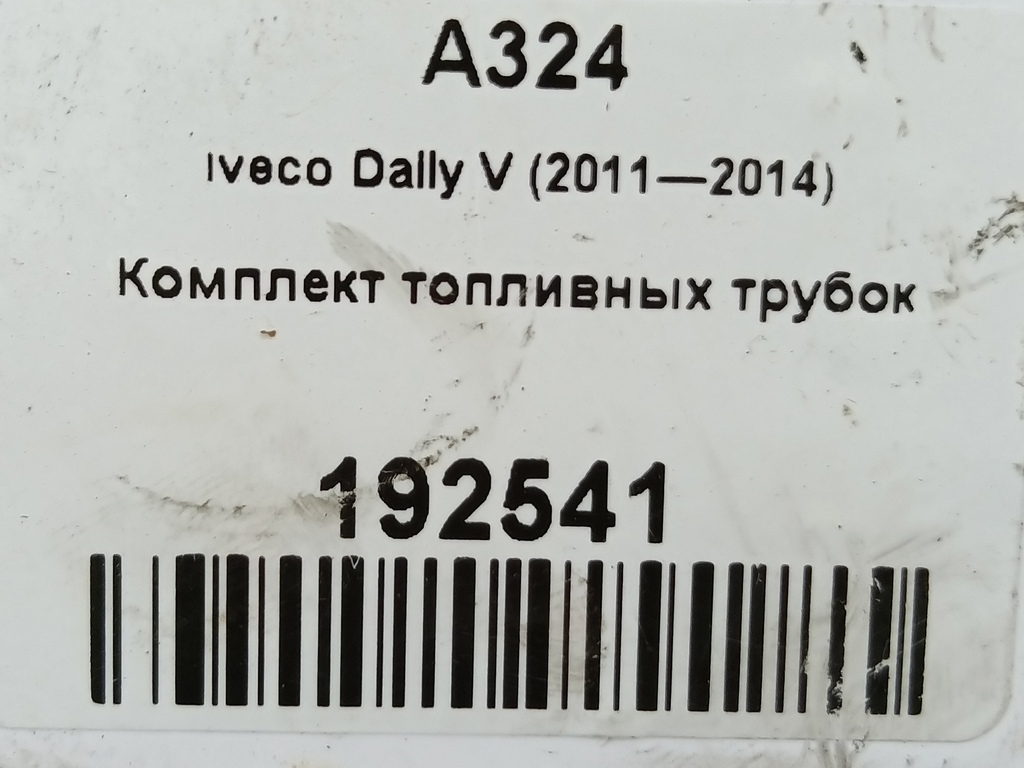 A324
Iveco Daily V (2011—2014)
Комплект топливных трубок
192541